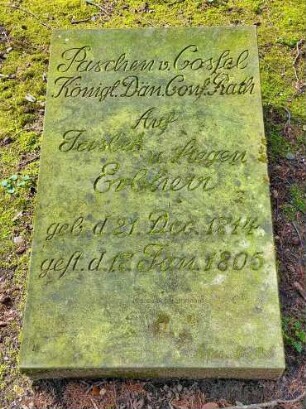 Paschen v. Cossel
Königl. Dän. Conf. Rath
Auf
Jersbek u. Stegen
Erbherr
geb. d. 21. Dec. 1714
gest. d. 12. Jan. 1805